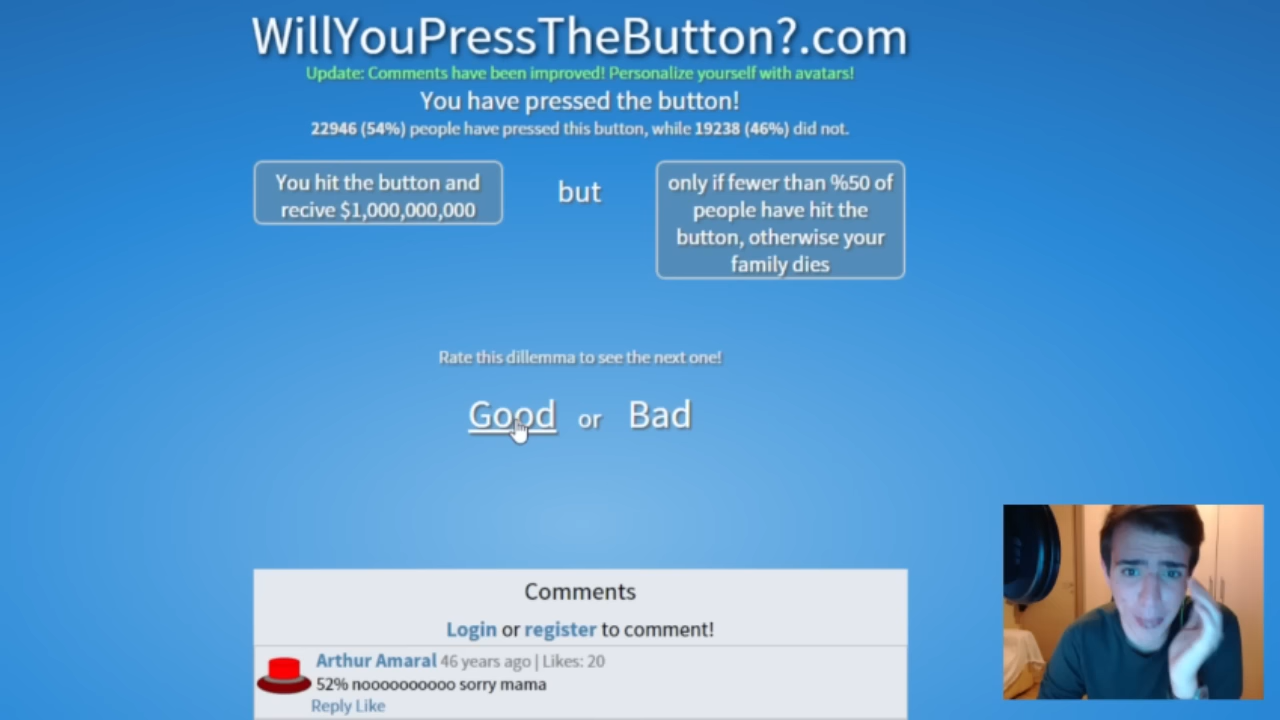 WillYouPressTheButton?.com
Update: Comments have been improved! Personalize yourself with avatars!
You have pressed the button!
22946 (54%) people have pressed this button, while 19238 (46%) did not.
You hit the button and
recive $1,000,000,000
but
only if fewer than %50 of
people have hit the
button, otherwise your
family dies
Rate this dillemma to see the next one!
Good or Bad
Comments
Login or register to comment!
Arthur Amaral 46 years ago | Likes: 20
52% noooooooooo sorry mama
Reply Like